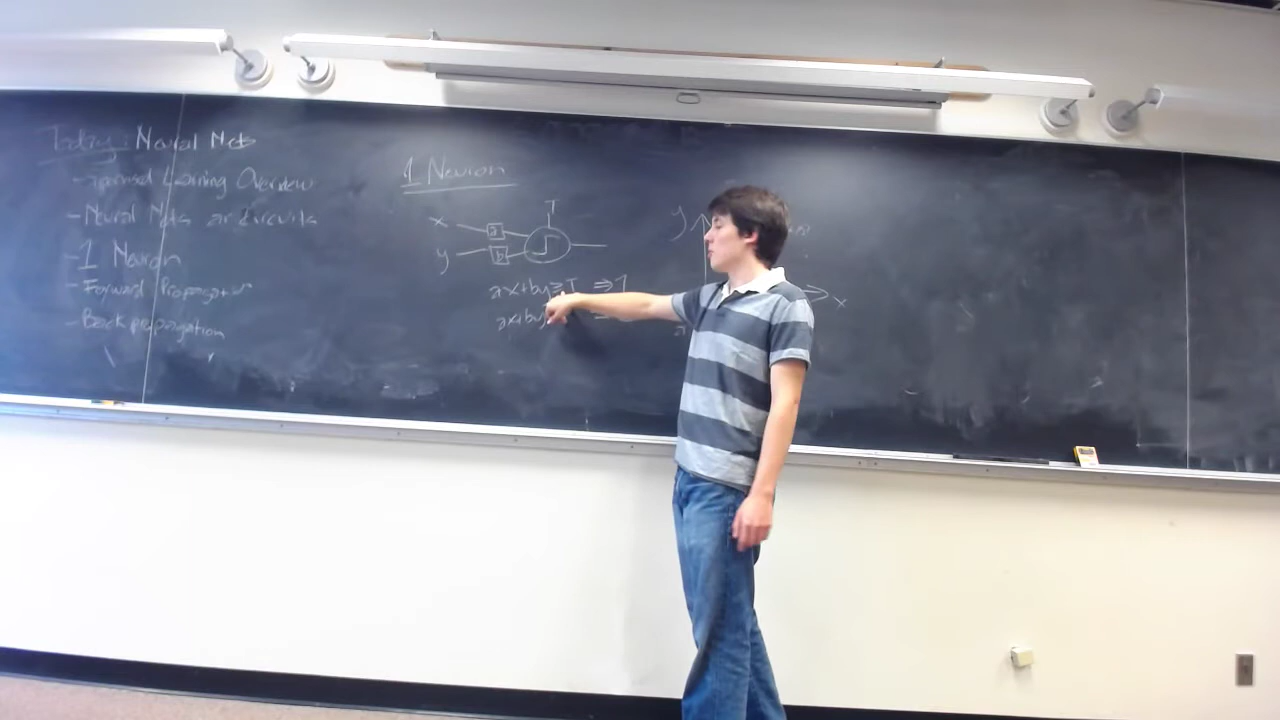 Today: Neural Nets
- Supervised Learning Overview
- Neural Nets as circuits
- 1 Neuron
- Forward Propagation
- Back propagation
1 Neuron
T
x a
y b
ax+by≥T ⇒ 1
ax+by
y
x